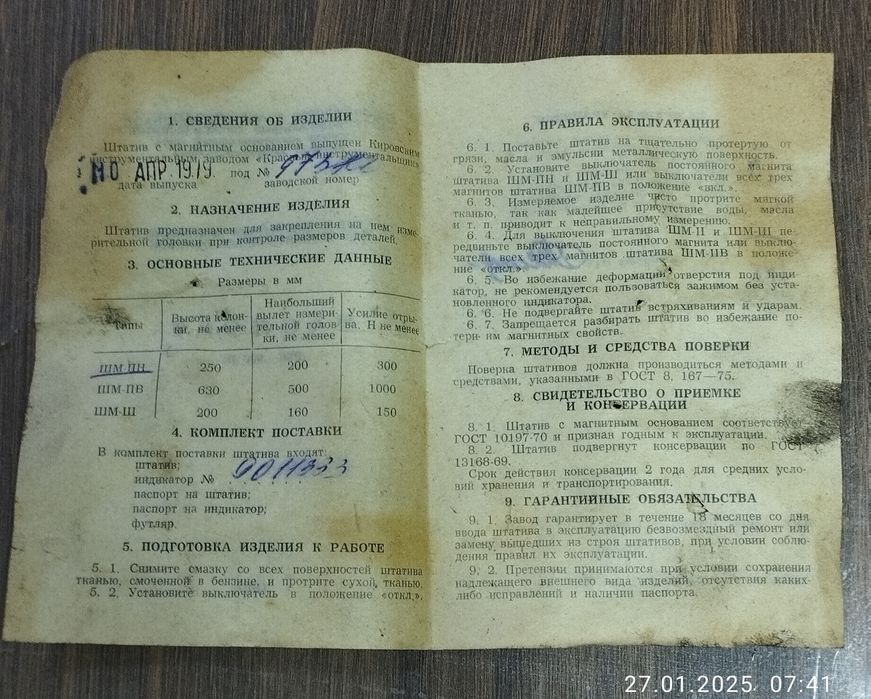 1. СВЕДЕНИЯ ОБ ИЗДЕЛИИ
Штатив с магнитным основанием выпущен Кировским
инструментальным заводом «Красный инструментальщик»
АПР. 1979 под №
дата выпуска заводской номер
2. НАЗНАЧЕНИЕ ИЗДЕЛИЯ
Штатив предназначен для закрепления на нем изме-
рительной головки при контроле размеров деталей.
3. ОСНОВНЫЕ ТЕХНИЧЕСКИЕ ДАННЫЕ
Размеры в мм
Типы
Высота колон-
ки, не менее
Наибольший
вылет измери-
тельной голов-
ки, не менее
Усилие отры-
ва, Н не менее
ШМ-ПН 250 200 300
ШМ-ПВ 630 500 1000
ШМ-Ш 200 160 150
4. КОМПЛЕКТ ПОСТАВКИ
В комплект поставки штатива входят:
штатив;
индикатор №
паспорт на штатив;
паспорт на индикатор;
футляр.
5. ПОДГОТОВКА ИЗДЕЛИЯ К РАБОТЕ
5. 1. Снимите смазку со всех поверхностей штатива
тканью, смоченной в бензине, и протрите сухой тканью.
5. 2. Установите выключатель в положение «откл.».
6. ПРАВИЛА ЭКСПЛУАТАЦИИ
6. 1. Поставьте штатив на тщательно протертую от
грязи, масла и эмульсии металлическую поверхность.
6. 2. Установите выключатель постоянного магнита
штатива ШМ-ПН и ШМ-Ш или выключатели всех трех
магнитов штатива ШМ-ПВ в положение «вкл.».
6. 3. Измеряемое изделие чисто протрите мягкой
тканью, так как малейшее присутствие воды, масла
и т. п. приводит к неправильному измерению.
6. 4. Для выключения штатива ШМ-П и ШМ-Ш пе-
редвиньте выключатель постоянного магнита или выклю-
чатели всех трех магнитов штатива ШМ-ПВ в положе-
ние «откл.».
6. 5. Во избежание деформации отверстия под инди-
катор, не рекомендуется пользоваться зажимом без уста-
новленного индикатора.
6. 6. Не подвергайте штатив встряхиваниям и ударам.
6. 7. Запрещается разбирать штатив во избежание по-
тери им магнитных свойств.
7. МЕТОДЫ И СРЕДСТВА ПОВЕРКИ
Поверка штативов должна производиться методами и
средствами, указанными в ГОСТ 8. 167—75.
8. СВИДЕТЕЛЬСТВО О ПРИЕМКЕ
И КОНСЕРВАЦИИ
8. 1. Штатив с магнитным основанием соответствует
ГОСТ 10197-70 и признан годным к эксплуатации.
8. 2. Штатив подвергнут консервации по ГОСТ
13168-69.
Срок действия консервации 2 года для средних усло-
вий хранения и транспортирования.
9. ГАРАНТИЙНЫЕ ОБЯЗАТЕЛЬСТВА
9. 1. Завод гарантирует в течение 18 месяцев со дня
ввода штатива в эксплуатацию безвозмездный ремонт или
замену вышедших из строя штативов, при условии соблю-
дения правил их эксплуатации.
9. 2. Претензии принимаются при условии сохранения
надлежащего внешнего вида изделий, отсутствия каких-
либо исправлений и наличии паспорта.
27.01.2025 07:41